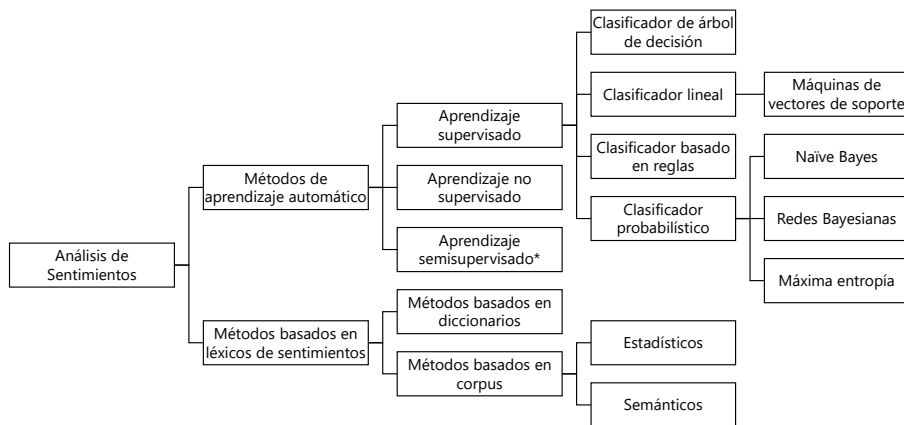 Clasificador de árbol
de decisión
Clasificador lineal
Máquinas de
vectores de soporte
Aprendizaje
supervisado
Clasificador basado
en reglas
Naïve Bayes
Métodos de
aprendizaje automático
Aprendizaje no
supervisado
Clasificador
probabilístico
Redes Bayesianas
Análisis de
Sentimientos
Aprendizaje
semisupervisado*
Máxima entropía
Métodos basados en
léxicos de sentimientos
Métodos basados en
diccionarios
Métodos basados en
corpus
Estadísticos
Semánticos